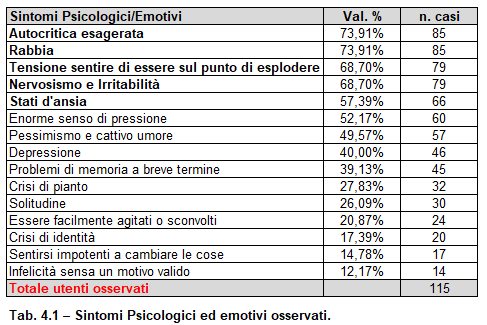 Sintomi Psicologici/Emotivi Val. % n. casi
Autocritica esagerata 73,91% 85
Rabbia 73,91% 85
Tensione sentire di essere sul punto di esplodere 68,70% 79
Nervosismo e Irritabilità 68,70% 79
Stati d'ansia 57,39% 66
Enorme senso di pressione 52,17% 60
Pessimismo e cattivo umore 49,57% 57
Depressione 40,00% 46
Problemi di memoria a breve termine 39,13% 45
Crisi di pianto 27,83% 32
Solitudine 26,09% 30
Essere facilmente agitati o sconvolti 20,87% 24
Crisi di identità 17,39% 20
Sentirsi impotenti a cambiare le cose 14,78% 17
Infelicità sensa un motivo valido 12,17% 14
Totale utenti osservati 115
Tab. 4.1 – Sintomi Psicologici ed emotivi osservati.